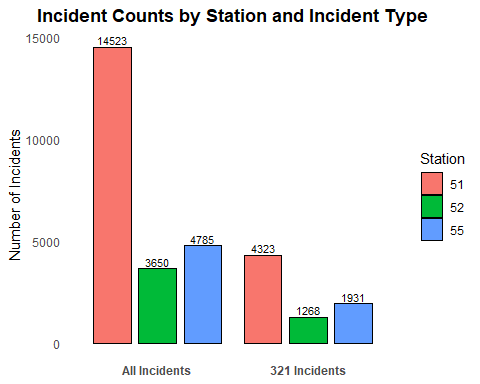 Incident Counts by Station and Incident Type
Number of Incidents
15000
10000
5000
0
14523
3650
4785
4323
1268
1931
All Incidents
321 Incidents
Station
51
52
55